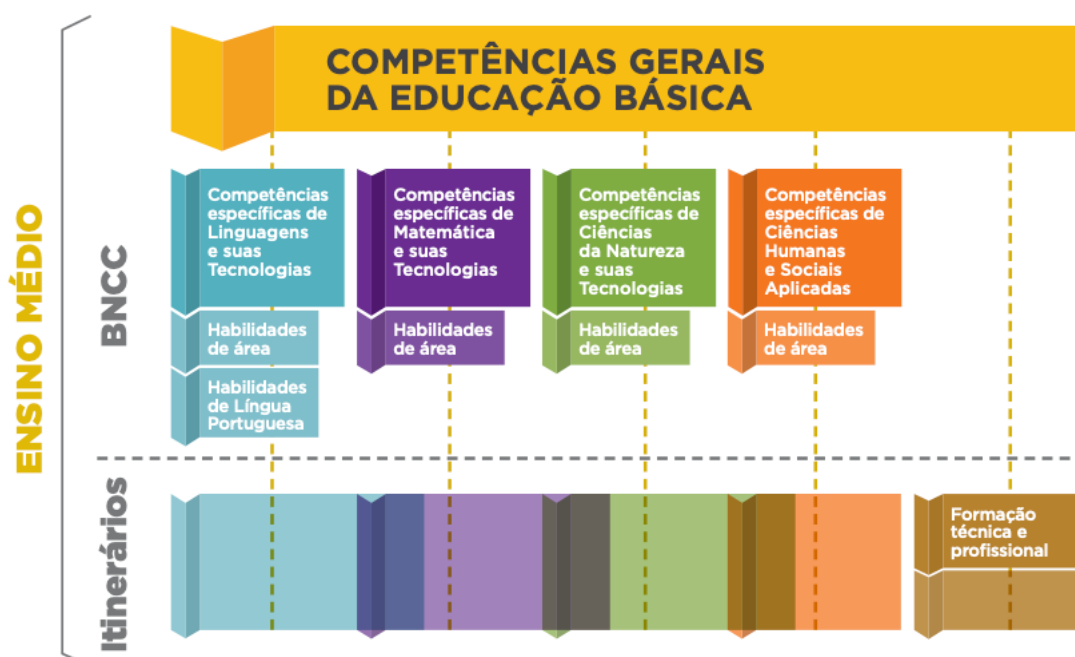 COMPETÊNCIAS GERAIS
DA EDUCAÇÃO BÁSICA
ENSINO MÉDIO
BNCC
Competências
específicas de
Linguagens
e suas
Tecnologias
Habilidades
de área
Habilidades
de Língua
Portuguesa
Competências
específicas de
Matemática
e suas
Tecnologias
Habilidades
de área
Competências
específicas de
Ciências
da Natureza
e suas
Tecnologias
Habilidades
de área
Competências
específicas de
Ciências
Humanas
e Sociais
Aplicadas
Habilidades
de área
Itinerários
Formação
técnica e
profissional